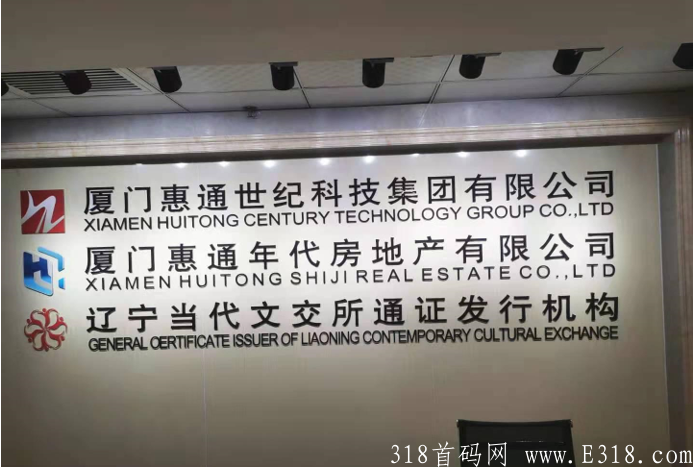 厦门惠通世纪科技集团有限公司
XIAMEN HUITONG CENTURY TECHNOLOGY GROUP CO.,LTD
厦门惠通年代房地产有限公司
XIAMEN HUITONG SHIJI REAL ESTATE CO.,LTD
辽宁当代文交所通证发行机构
GENERAL OERTIFICATE ISSUER OF LIAONING CONTEMPORARY CULTURAL EXCHANGE
318首码网 www.E318.com